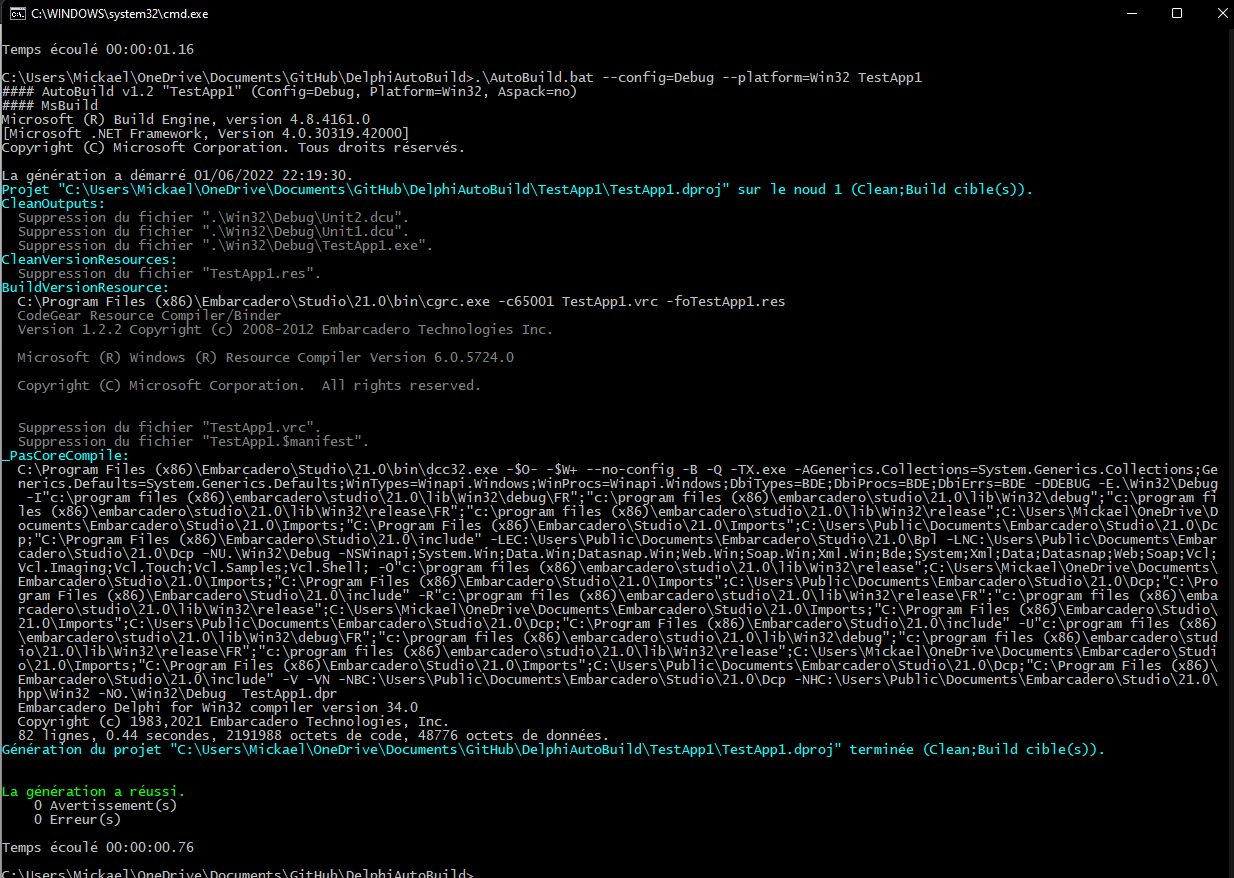 C:\WINDOWS\system32\cmd.exe
Temps écoulé 00:00:01.16
C:\Users\Mickael\OneDrive\Documents\GitHub\DelphiAutoBuild>.\AutoBuild.bat --config=Debug --platform=Win32 TestApp1
#### AutoBuild v1.2 "TestApp1" (Config=Debug, Platform=Win32, Aspack=no)
#### MsBuild
Microsoft (R) Build Engine, version 4.8.4161.0
[Microsoft .NET Framework, Version 4.0.30319.42000]
Copyright (C) Microsoft Corporation. Tous droits réservés.
La génération a démarré 01/06/2022 22:19:30.
Projet "C:\Users\Mickael\OneDrive\Documents\GitHub\DelphiAutoBuild\TestApp1\TestApp1.dproj" sur le noud 1 (Clean;Build cible(s)).
CleanOutputs:
  Suppression du fichier ".\Win32\Debug\Unit2.dcu".
  Suppression du fichier ".\Win32\Debug\Unit1.dcu".
  Suppression du fichier ".\Win32\Debug\TestApp1.exe".
CleanVersionResources:
  Suppression du fichier "TestApp1.res".
BuildVersionResource:
  C:\Program Files (x86)\Embarcadero\Studio\21.0\bin\cgrc.exe -c65001 TestApp1.vrc -foTestApp1.res
  CodeGear Resource Compiler/Binder
  Version 1.2.2 Copyright (c) 2008-2012 Embarcadero Technologies Inc.
  Microsoft (R) Windows (R) Resource Compiler Version 6.0.5724.0
  Copyright (C) Microsoft Corporation.  All rights reserved.
  Suppression du fichier "TestApp1.vrc".
  Suppression du fichier "TestApp1.$manifest".
_PasCoreCompile:
  C:\Program Files (x86)\Embarcadero\Studio\21.0\bin\dcc32.exe -$O- -$W+ --no-config -B -Q -TX.exe -AGenerics.Collections=System.Generics.Collections;Ge
  nerics.Defaults=System.Generics.Defaults;WinTypes=Winapi.Windows;WinProcs=Winapi.Windows;DbiTypes=BDE;DbiProcs=BDE;DbiErrs=BDE -DDEBUG -E.\Win32\Debug
   -I"c:\program files (x86)\embarcadero\studio\21.0\lib\Win32\debug\FR";"c:\program files (x86)\embarcadero\studio\21.0\lib\Win32\debug";"c:\program fi
  les (x86)\embarcadero\studio\21.0\lib\Win32\release\FR";"c:\program files (x86)\embarcadero\studio\21.0\lib\Win32\release";C:\Users\Mickael\OneDrive\D
  ocuments\Embarcadero\Studio\21.0\Imports;"C:\Program Files (x86)\Embarcadero\Studio\21.0\Imports";C:\Users\Public\Documents\Embarcadero\Studio\21.0\Dc
  p;"C:\Program Files (x86)\Embarcadero\Studio\21.0\include" -LEC:\Users\Public\Documents\Embarcadero\Studio\21.0\Bpl -LNC:\Users\Public\Documents\Embar
  cadero\Studio\21.0\Dcp -NU.\Win32\Debug -NSWinapi;System.Win;Data.Win;Datasnap.Win;Web.Win;Soap.Win;Xml.Win;Bde;System;Xml;Data;Datasnap;Web;Soap;Vcl;
  Vcl.Imaging;Vcl.Touch;Vcl.Samples;Vcl.Shell; -O"c:\program files (x86)\embarcadero\studio\21.0\lib\Win32\release";C:\Users\Mickael\OneDrive\Documents\
  Embarcadero\Studio\21.0\Imports;"C:\Program Files (x86)\Embarcadero\Studio\21.0\Imports";C:\Users\Public\Documents\Embarcadero\Studio\21.0\Dcp;"C:\Pro
  gram Files (x86)\Embarcadero\Studio\21.0\include" -R"c:\program files (x86)\embarcadero\studio\21.0\lib\Win32\release\FR";"c:\program files (x86)\emba
  rcadero\studio\21.0\lib\Win32\release";C:\Users\Mickael\OneDrive\Documents\Embarcadero\Studio\21.0\Imports;"C:\Program Files (x86)\Embarcadero\Studio\
  21.0\Imports";C:\Users\Public\Documents\Embarcadero\Studio\21.0\Dcp;"C:\Program Files (x86)\Embarcadero\Studio\21.0\include" -U"c:\program files (x86)
  \embarcadero\studio\21.0\lib\Win32\debug\FR";"c:\program files (x86)\embarcadero\studio\21.0\lib\Win32\debug";"c:\program files (x86)\embarcadero\stud
  io\21.0\lib\Win32\release\FR";"c:\program files (x86)\embarcadero\studio\21.0\lib\Win32\release";C:\Users\Mickael\OneDrive\Documents\Embarcadero\Studi
  o\21.0\Imports;"C:\Program Files (x86)\Embarcadero\Studio\21.0\Imports";C:\Users\Public\Documents\Embarcadero\Studio\21.0\Dcp;"C:\Program Files (x86)\
  Embarcadero\Studio\21.0\include" -V -VN -NBC:\Users\Public\Documents\Embarcadero\Studio\21.0\Dcp -NHC:\Users\Public\Documents\Embarcadero\Studio\21.0\
  hpp\Win32 -NO.\Win32\Debug  TestApp1.dpr
  Embarcadero Delphi for Win32 compiler version 34.0
  Copyright (c) 1983,2021 Embarcadero Technologies, Inc.
  82 lignes, 0.44 secondes, 2191988 octets de code, 48776 octets de données.
Génération du projet "C:\Users\Mickael\OneDrive\Documents\GitHub\DelphiAutoBuild\TestApp1\TestApp1.dproj" terminée (Clean;Build cible(s)).
La génération a réussi.
    0 Avertissement(s)
    0 Erreur(s)
Temps écoulé 00:00:00.76
C:\Users\Mickael\OneDrive\Documents\GitHub\DelphiAutoBuild>